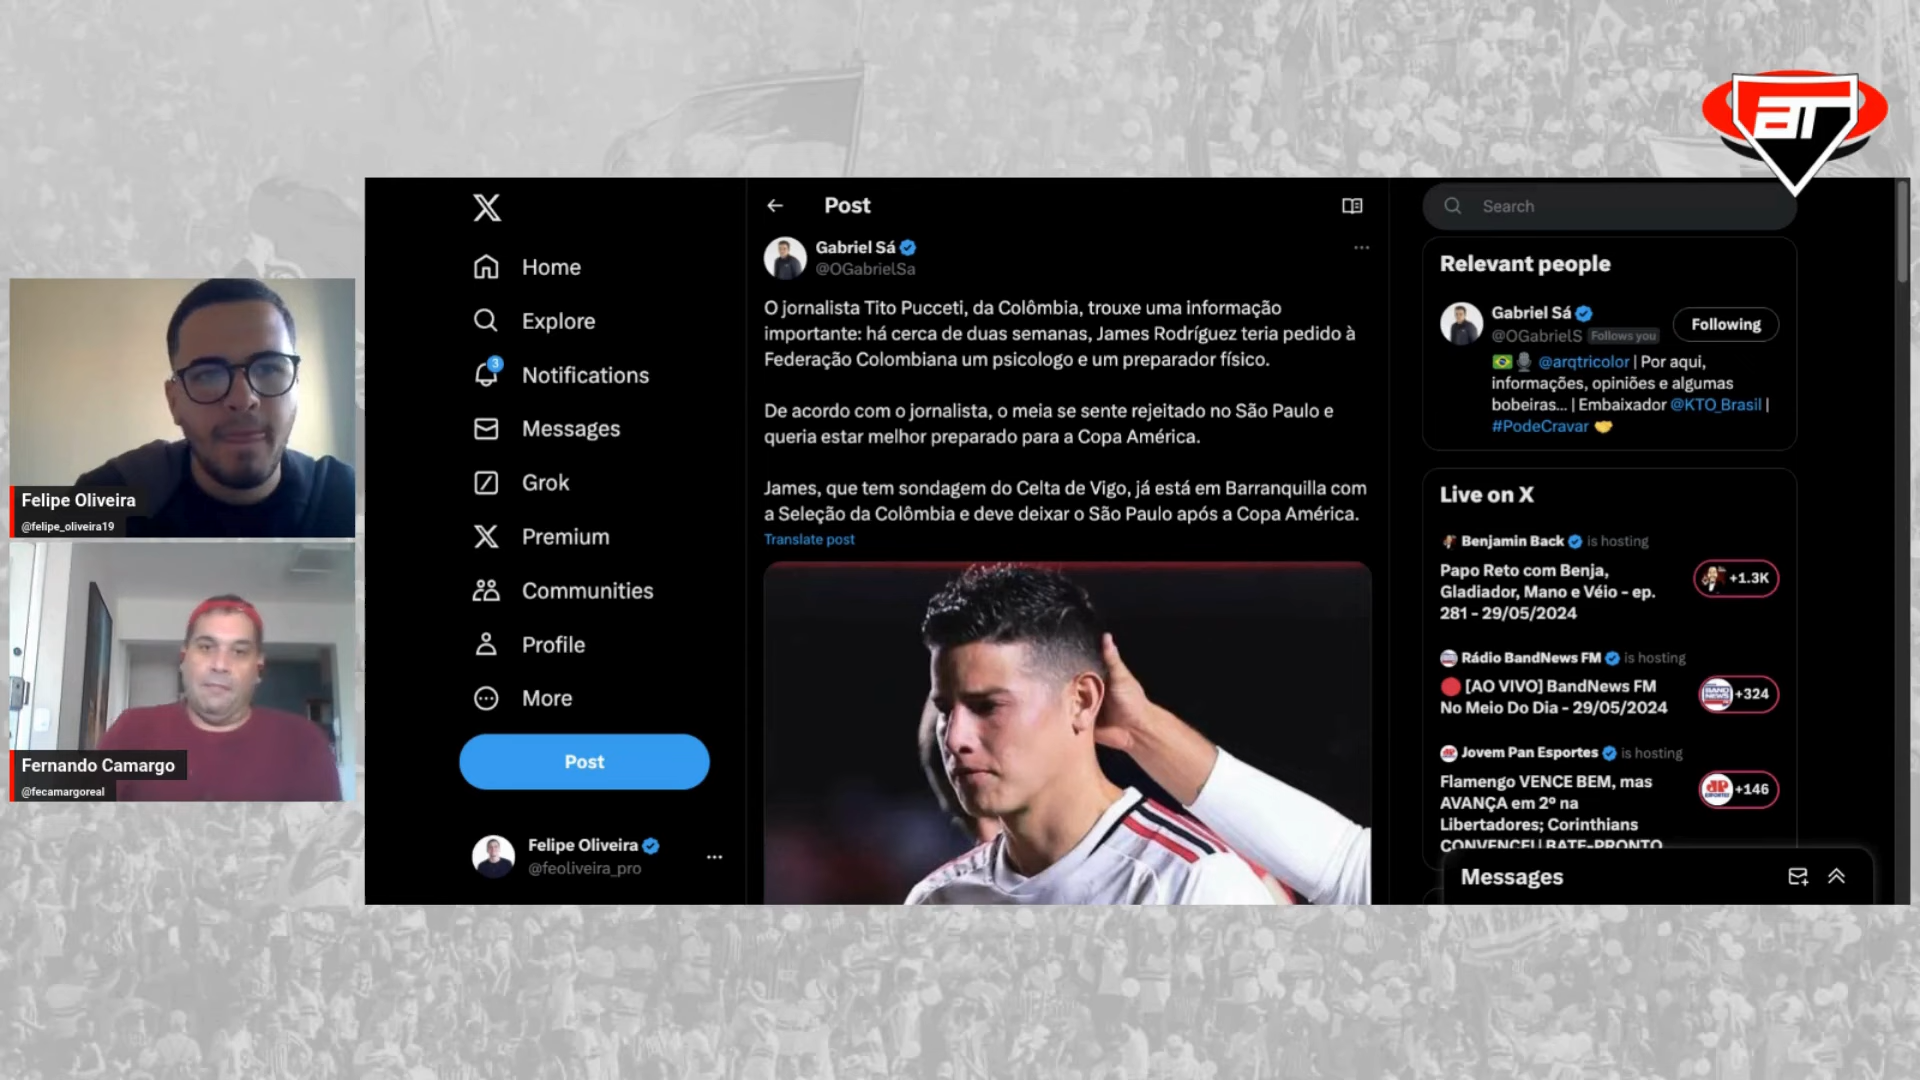 AT
Felipe Oliveira
@felipe_oliveira19
Fernando Camargo
@fecamargoreal
Home
Explore
3
Notifications
Messages
Grok
Premium
Communities
Profile
More
Post
Felipe Oliveira
@feoliveira_pro
Post
Gabriel Sá
@OGabrielSa
O jornalista Tito Pucceti, da Colômbia, trouxe uma informação
importante: há cerca de duas semanas, James Rodríguez teria pedido à
Federação Colombiana um psicologo e um preparador físico.
De acordo com o jornalista, o meia se sente rejeitado no São Paulo e
queria estar melhor preparado para a Copa América.
James, que tem sondagem do Celta de Vigo, já está em Barranquilla com
a Seleção da Colômbia e deve deixar o São Paulo após a Copa América.
Translate post
Search
Relevant people
Gabriel Sá
@OGabrielS Follows you
Following
@arqtricolor | Por aqui,
informações, opiniões e algumas
bobeiras... | Embaixador @KTO_Brasil |
#PodeCravar
Live on X
Benjamin Back is hosting
Papo Reto com Benja,
Gladiador, Mano e Véio - ep.
281 - 29/05/2024
+1.3K
Rádio BandNews FM is hosting
[AO VIVO] BandNews FM
No Meio Do Dia - 29/05/2024
+324
Jovem Pan Esportes is hosting
Flamengo VENCE BEM, mas
AVANÇA em 2º na
Libertadores; Corinthians
CONVENCE! | BATE-PRONTO
+146
Messages